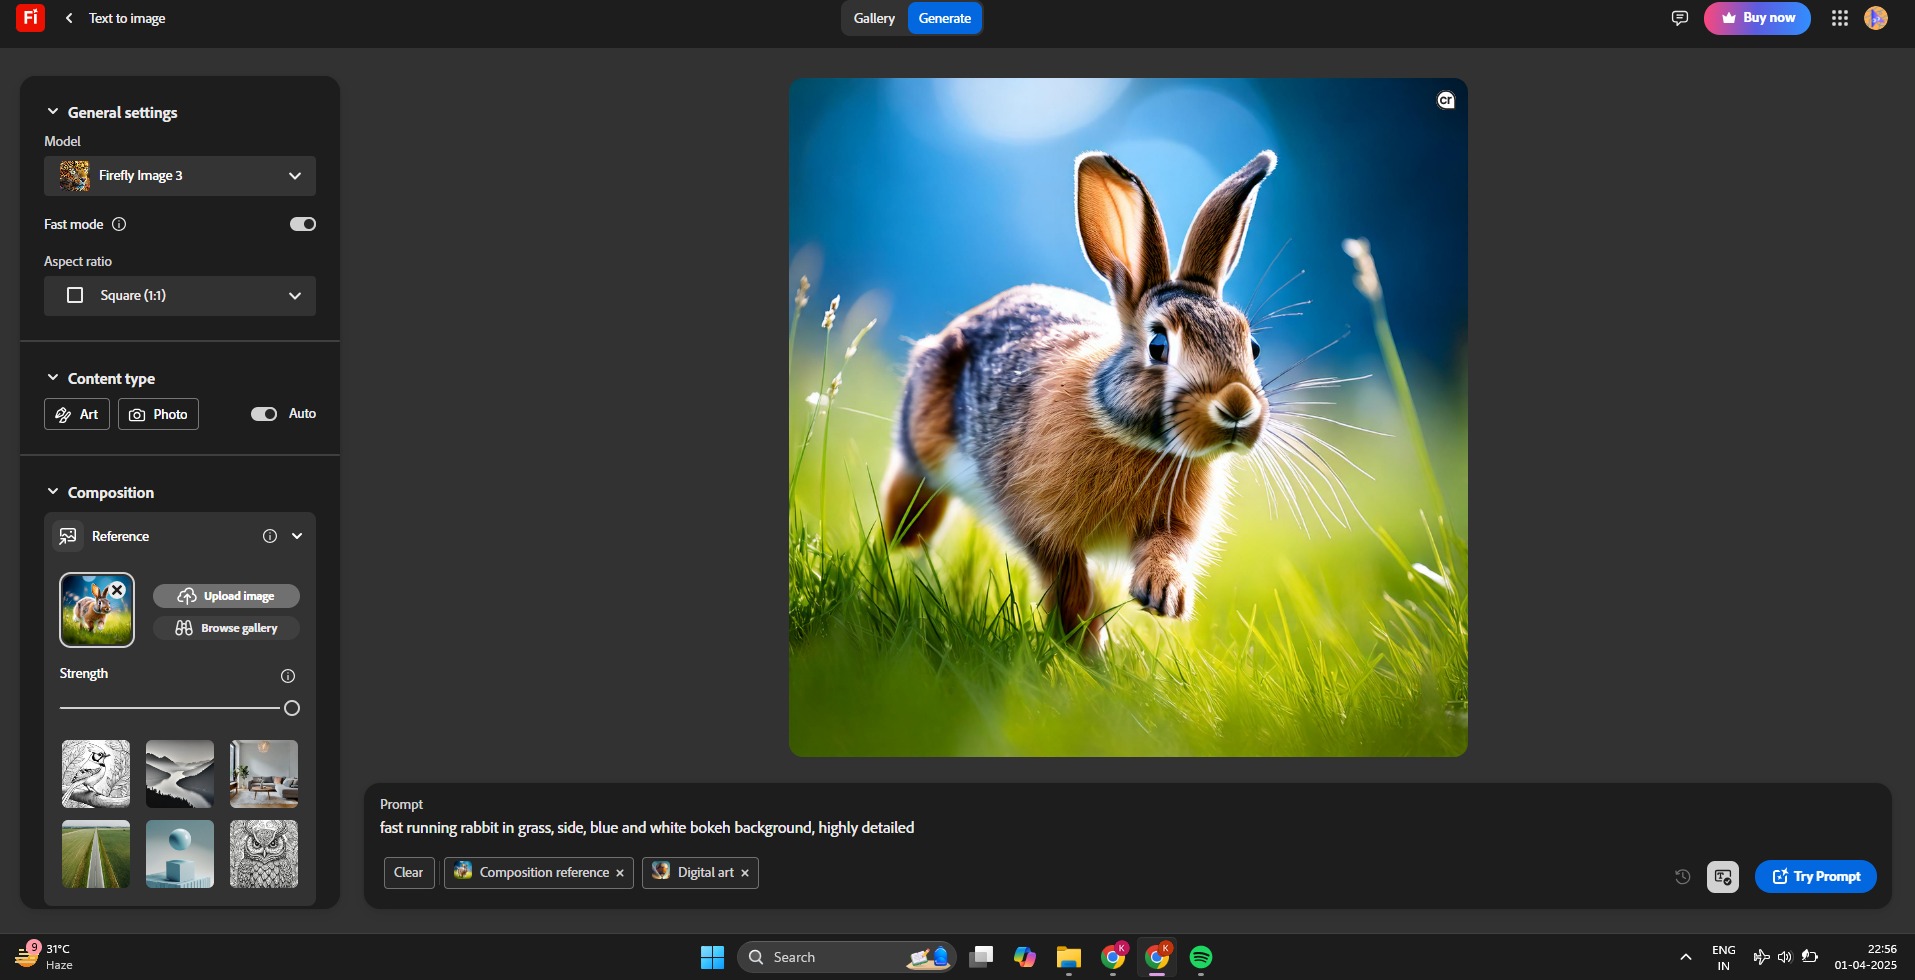 Fi
Text to image
Gallery
Generate
Buy now
General settings
Model
Firefly Image 3
Fast mode
Aspect ratio
Square (1:1)
Content type
Art
Photo
Auto
Composition
Reference
Upload image
Browse gallery
Strength
cr
Prompt
fast running rabbit in grass, side, blue and white bokeh background, highly detailed
Clear
Composition reference
Digital art
Try Prompt
9
31°C
Haze
Search
K
K
ENG
IN
22:56
01-04-2025